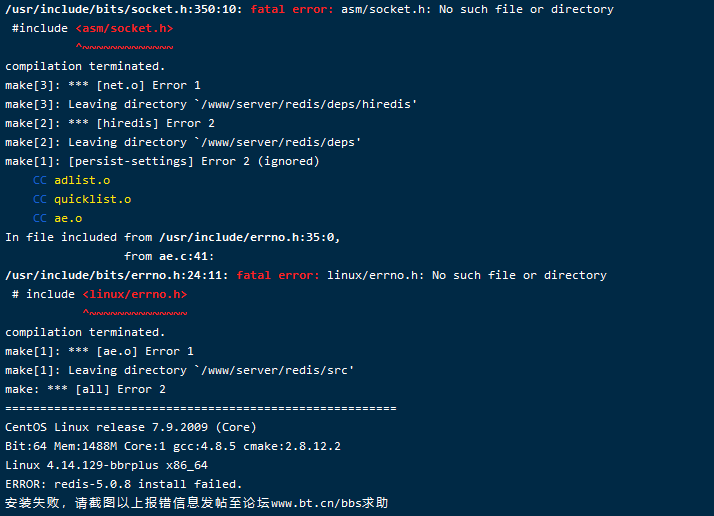 /usr/include/bits/socket.h:350:10: fatal error: asm/socket.h: No such file or directory
 #include <asm/socket.h>
          ^~~~~~~~~~~~~~
compilation terminated.
make[3]: *** [net.o] Error 1
make[3]: Leaving directory `/www/server/redis/deps/hiredis'
make[2]: *** [hiredis] Error 2
make[2]: Leaving directory `/www/server/redis/deps'
make[1]: [persist-settings] Error 2 (ignored)
    CC adlist.o
    CC quicklist.o
    CC ae.o
In file included from /usr/include/errno.h:35:0,
                 from ae.c:41:
/usr/include/bits/errno.h:24:11: fatal error: linux/errno.h: No such file or directory
 # include <linux/errno.h>
           ^~~~~~~~~~~~~~~
compilation terminated.
make[1]: *** [ae.o] Error 1
make[1]: Leaving directory `/www/server/redis/src'
make: *** [all] Error 2
========================================================
CentOS Linux release 7.9.2009 (Core)
Bit:64 Mem:1488M Core:1 gcc:4.8.5 cmake:2.8.12.2
Linux 4.14.129-bbrplus x86_64
ERROR: redis-5.0.8 install failed.
安装失败，请截图以上报错信息发帖至论坛www.bt.cn/bbs求助